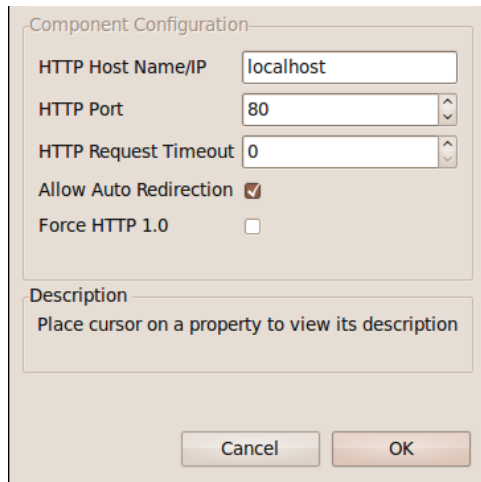 Component Configuration
HTTP Host Name/IP localhost
HTTP Port 80
HTTP Request Timeout 0
Allow Auto Redirection
Force HTTP 1.0
Description
Place cursor on a property to view its description
Cancel OK